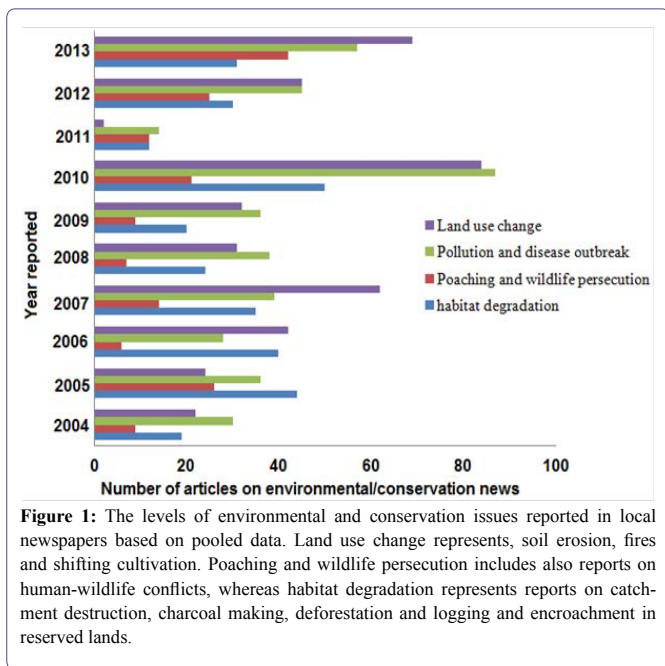 2013
2012
2011
2010
2009
2008
2007
2006
2005
2004
Year reported
Land use change
Pollution and disease outbreak
Poaching and wildlife persecution
habitat degradation
0 20 40 60 80 100
Number of articles on environmental/conservation news
Figure 1: The levels of environmental and conservation issues reported in local
newspapers based on pooled data. Land use change represents, soil erosion, fires
and shifting cultivation. Poaching and wildlife persecution includes also reports on
human-wildlife conflicts, whereas habitat degradation represents reports on catch-
ment destruction, charcoal making, deforestation and logging and encroachment in
reserved lands.